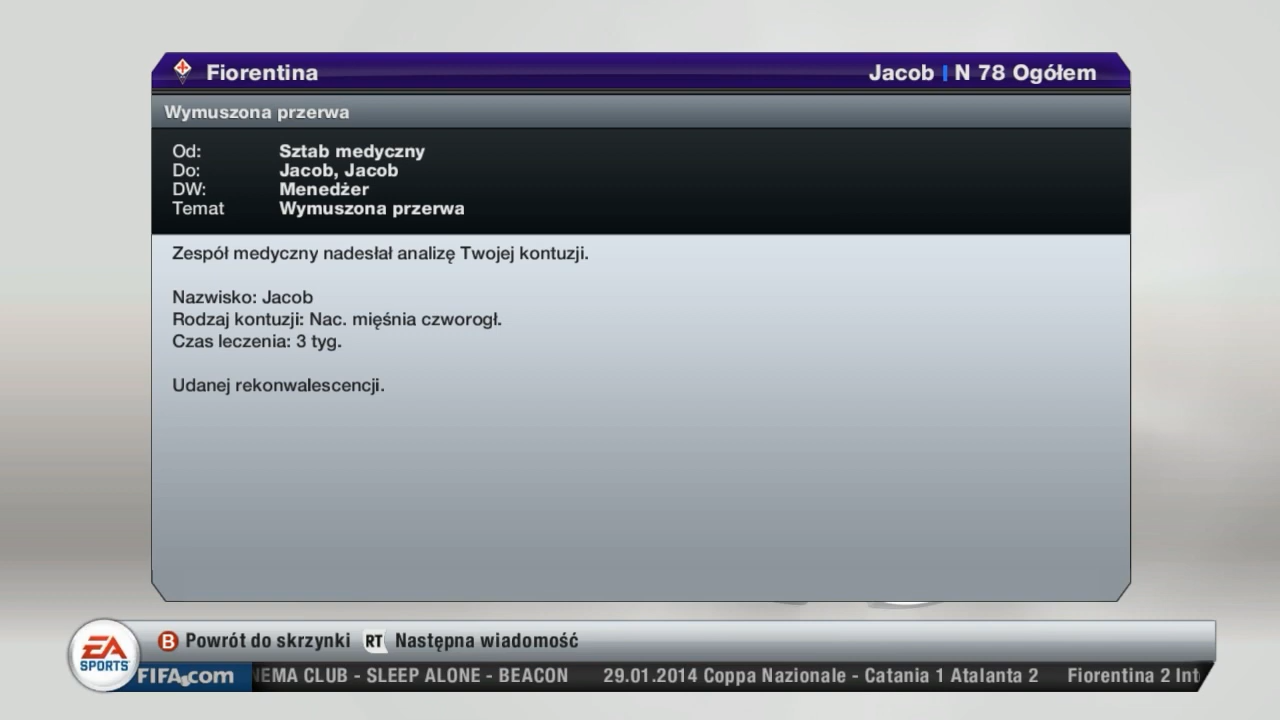 Fiorentina
Jacob | N 78 Ogółem
Wymuszona przerwa
Od: Sztab medyczny
Do: Jacob, Jacob
DW: Menedżer
Temat Wymuszona przerwa
Zespół medyczny nadesłał analizę Twojej kontuzji.
Nazwisko: Jacob
Rodzaj kontuzji: Nac. mięśnia czworogł.
Czas leczenia: 3 tyg.
Udanej rekonwalescencji.
B Powrót do skrzynki RT Następna wiadomość
EA SPORTS
FIFA.com
NEMA CLUB - SLEEP ALONE - BEACON 29.01.2014 Coppa Nazionale - Catania 1 Atalanta 2 Fiorentina 2 Int